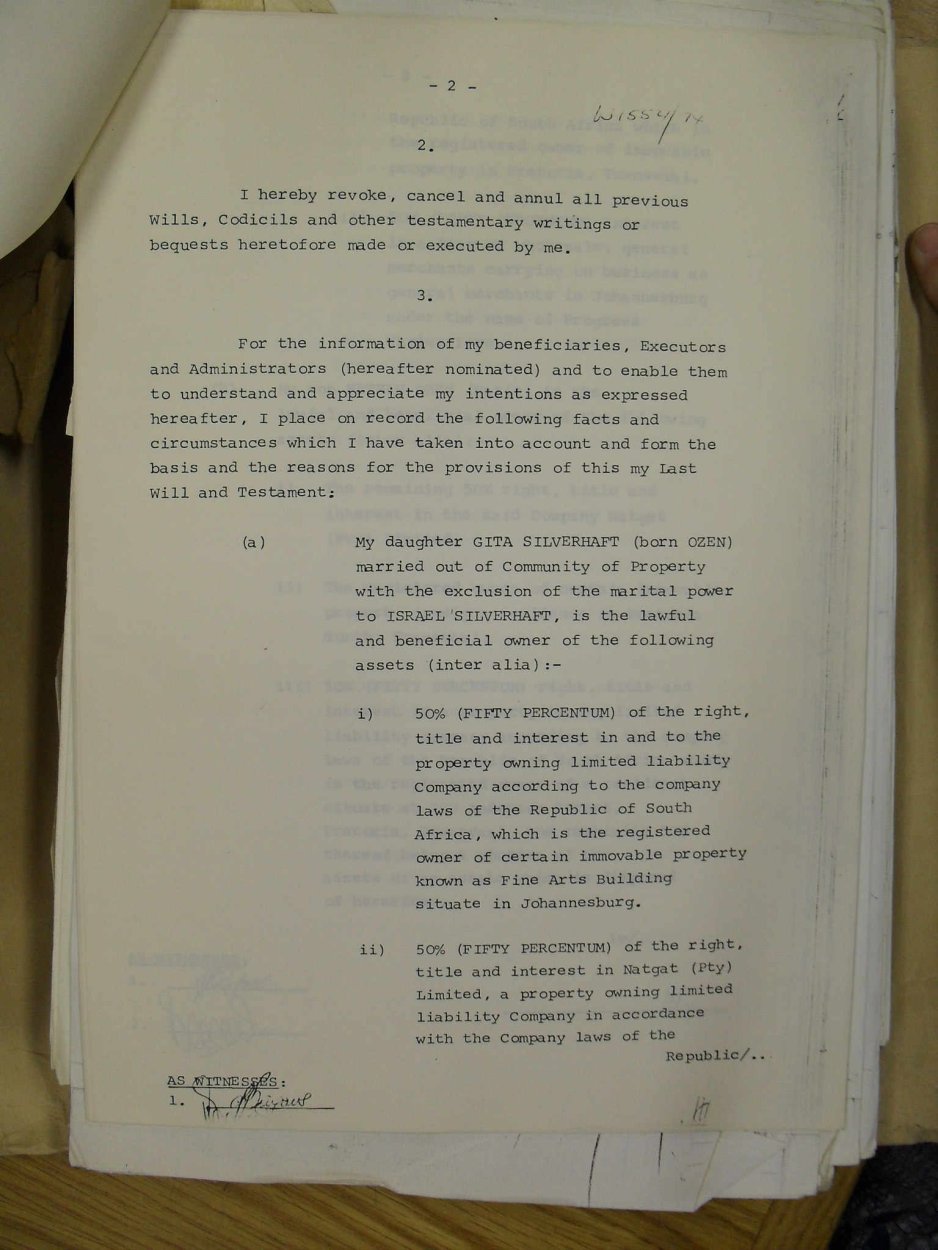 - 2 -
W1554/74
2.
I hereby revoke, cancel and annul all previous
Wills, Codicils and other testamentary writings or
bequests heretofore made or executed by me.
3.
For the information of my beneficiaries, Executors
and Administrators (hereafter nominated) and to enable them
to understand and appreciate my intentions as expressed
hereafter, I place on record the following facts and
circumstances which I have taken into account and form the
basis and the reasons for the provisions of this my Last
Will and Testament:
(a) My daughter GITA SILVERHAFT (born OZEN)
married out of Community of Property
with the exclusion of the marital power
to ISRAEL SILVERHAFT, is the lawful
and beneficial owner of the following
assets (inter alia):-
i) 50% (FIFTY PERCENTUM) of the right,
title and interest in and to the
property owning limited liability
Company according to the company
laws of the Republic of South
Africa, which is the registered
owner of certain immovable property
known as Fine Arts Building
situate in Johannesburg.
ii) 50% (FIFTY PERCENTUM) of the right,
title and interest in Natgat (Pty)
Limited, a property owning limited
liability Company in accordance
with the Company laws of the
Republic/..
AS WITNESSES:
1.